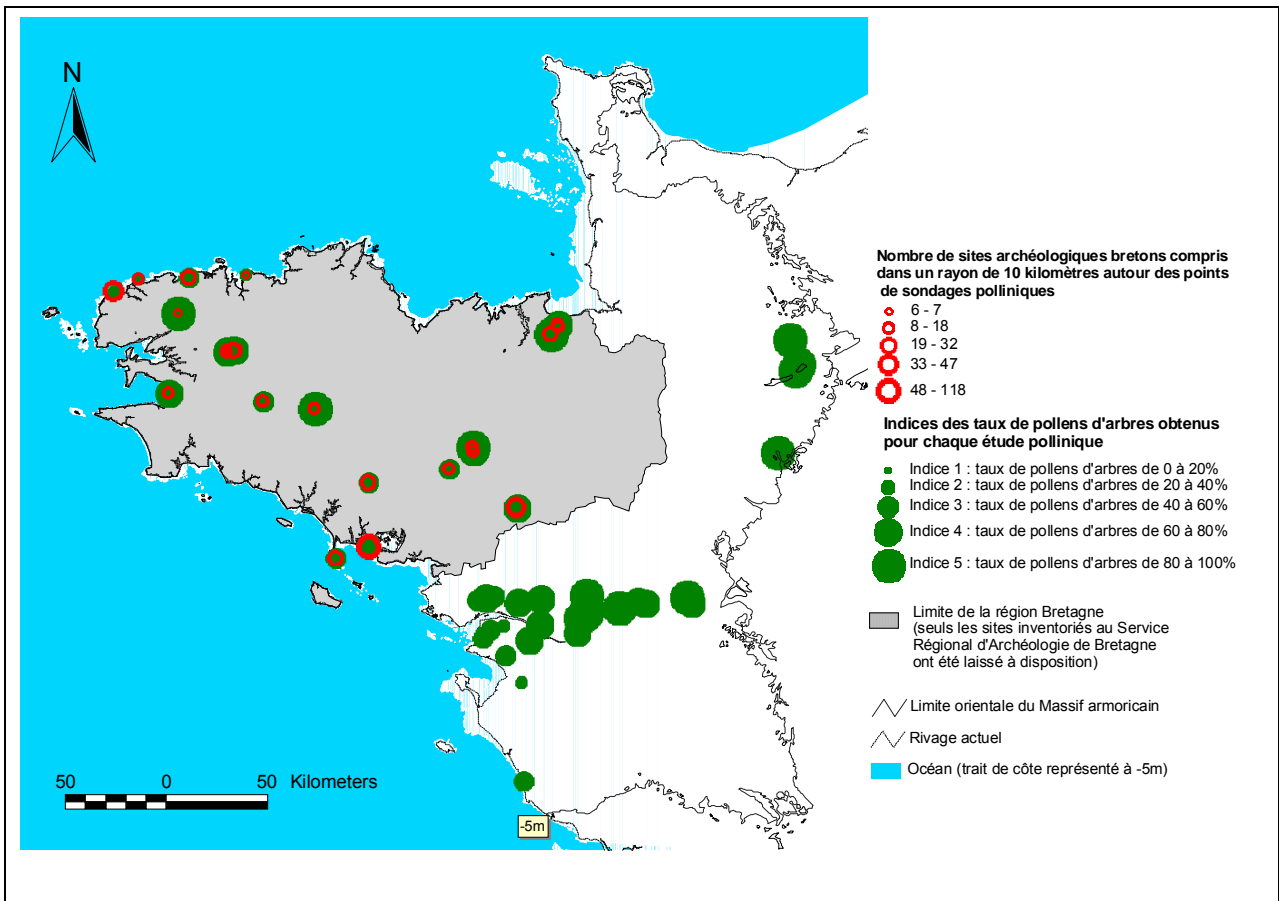 N
Nombre de sites archéologiques bretons compris
dans un rayon de 10 kilomètres autour des points
de sondages polliniques
6 - 7
8 - 18
19 - 32
33 - 47
48 - 118
Indices des taux de pollens d'arbres obtenus
pour chaque étude pollinique
Indice 1 : taux de pollens d'arbres de 0 à 20%
Indice 2 : taux de pollens d'arbres de 20 à 40%
Indice 3 : taux de pollens d'arbres de 40 à 60%
Indice 4 : taux de pollens d'arbres de 60 à 80%
Indice 5 : taux de pollens d'arbres de 80 à 100%
Limite de la région Bretagne
(seuls les sites inventoriés au Service
Régional d'Archéologie de Bretagne
ont été laissé à disposition)
Limite orientale du Massif armoricain
Rivage actuel
Océan (trait de côte représenté à -5m)
50 0 50 Kilometers
-5m